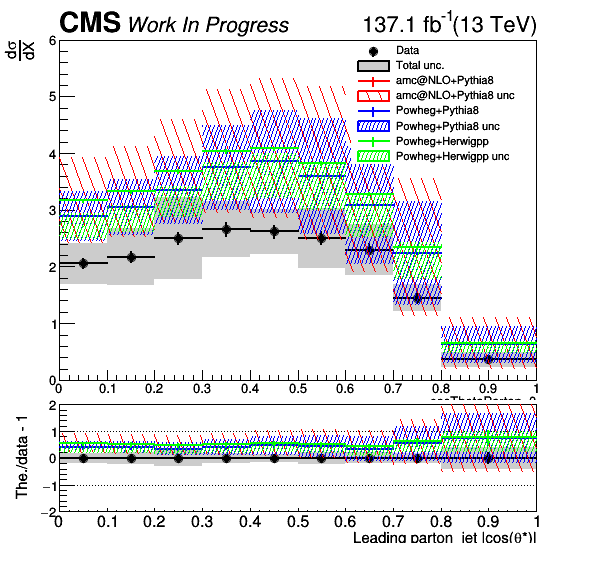 CMS Work In Progress 137.1 fb-1(13 TeV)
dσ
dX
6
5
4
3
2
1
0
Data
Total unc.
amc@NLO+Pythia8
amc@NLO+Pythia8 unc
Powheg+Pythia8
Powheg+Pythia8 unc
Powheg+Herwigpp
Powheg+Herwigpp unc
0 0.1 0.2 0.3 0.4 0.5 0.6 0.7 0.8 0.9 1
The./data - 1
2
1
0
−1
−2
0 0.1 0.2 0.3 0.4 0.5 0.6 0.7 0.8 0.9 1
Leading parton jet |cos(θ*)|